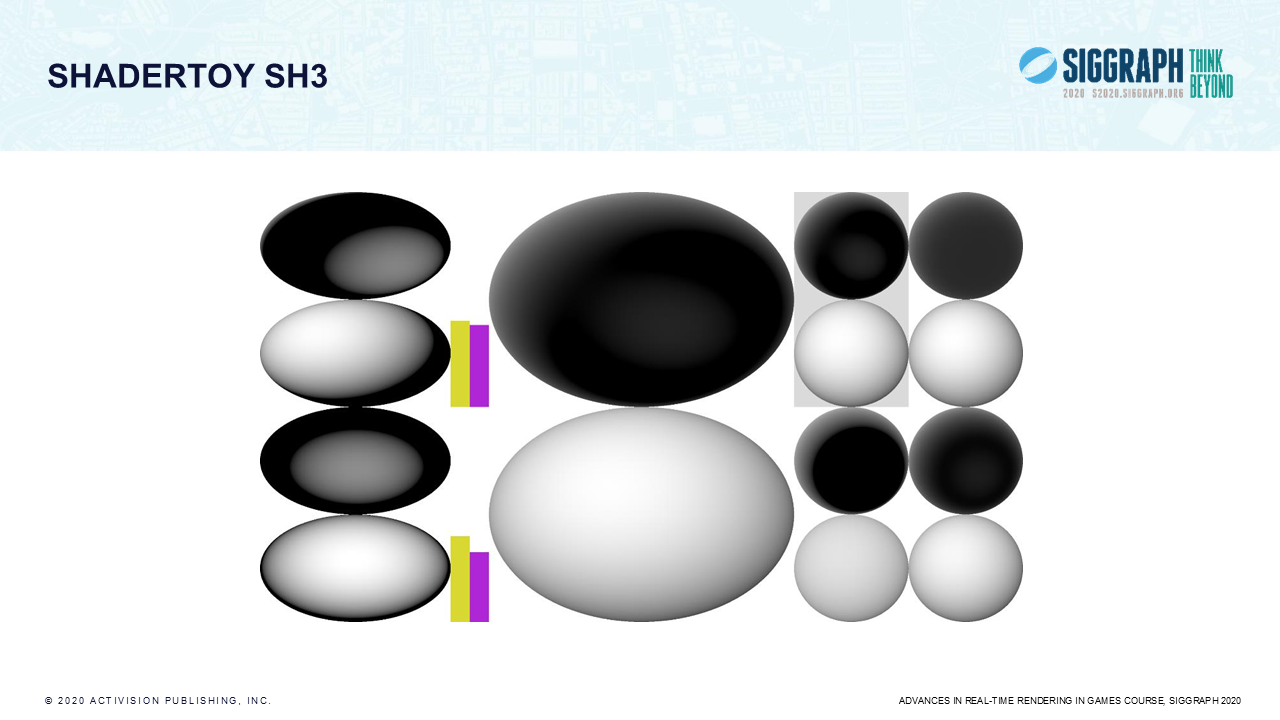 SHADERTOY SH3
SIGGRAPH THINK BEYOND
2020 S2020.SIGGRAPH.ORG
© 2020 ACTIVISION PUBLISHING, INC.
ADVANCES IN REAL-TIME RENDERING IN GAMES COURSE, SIGGRAPH 2020